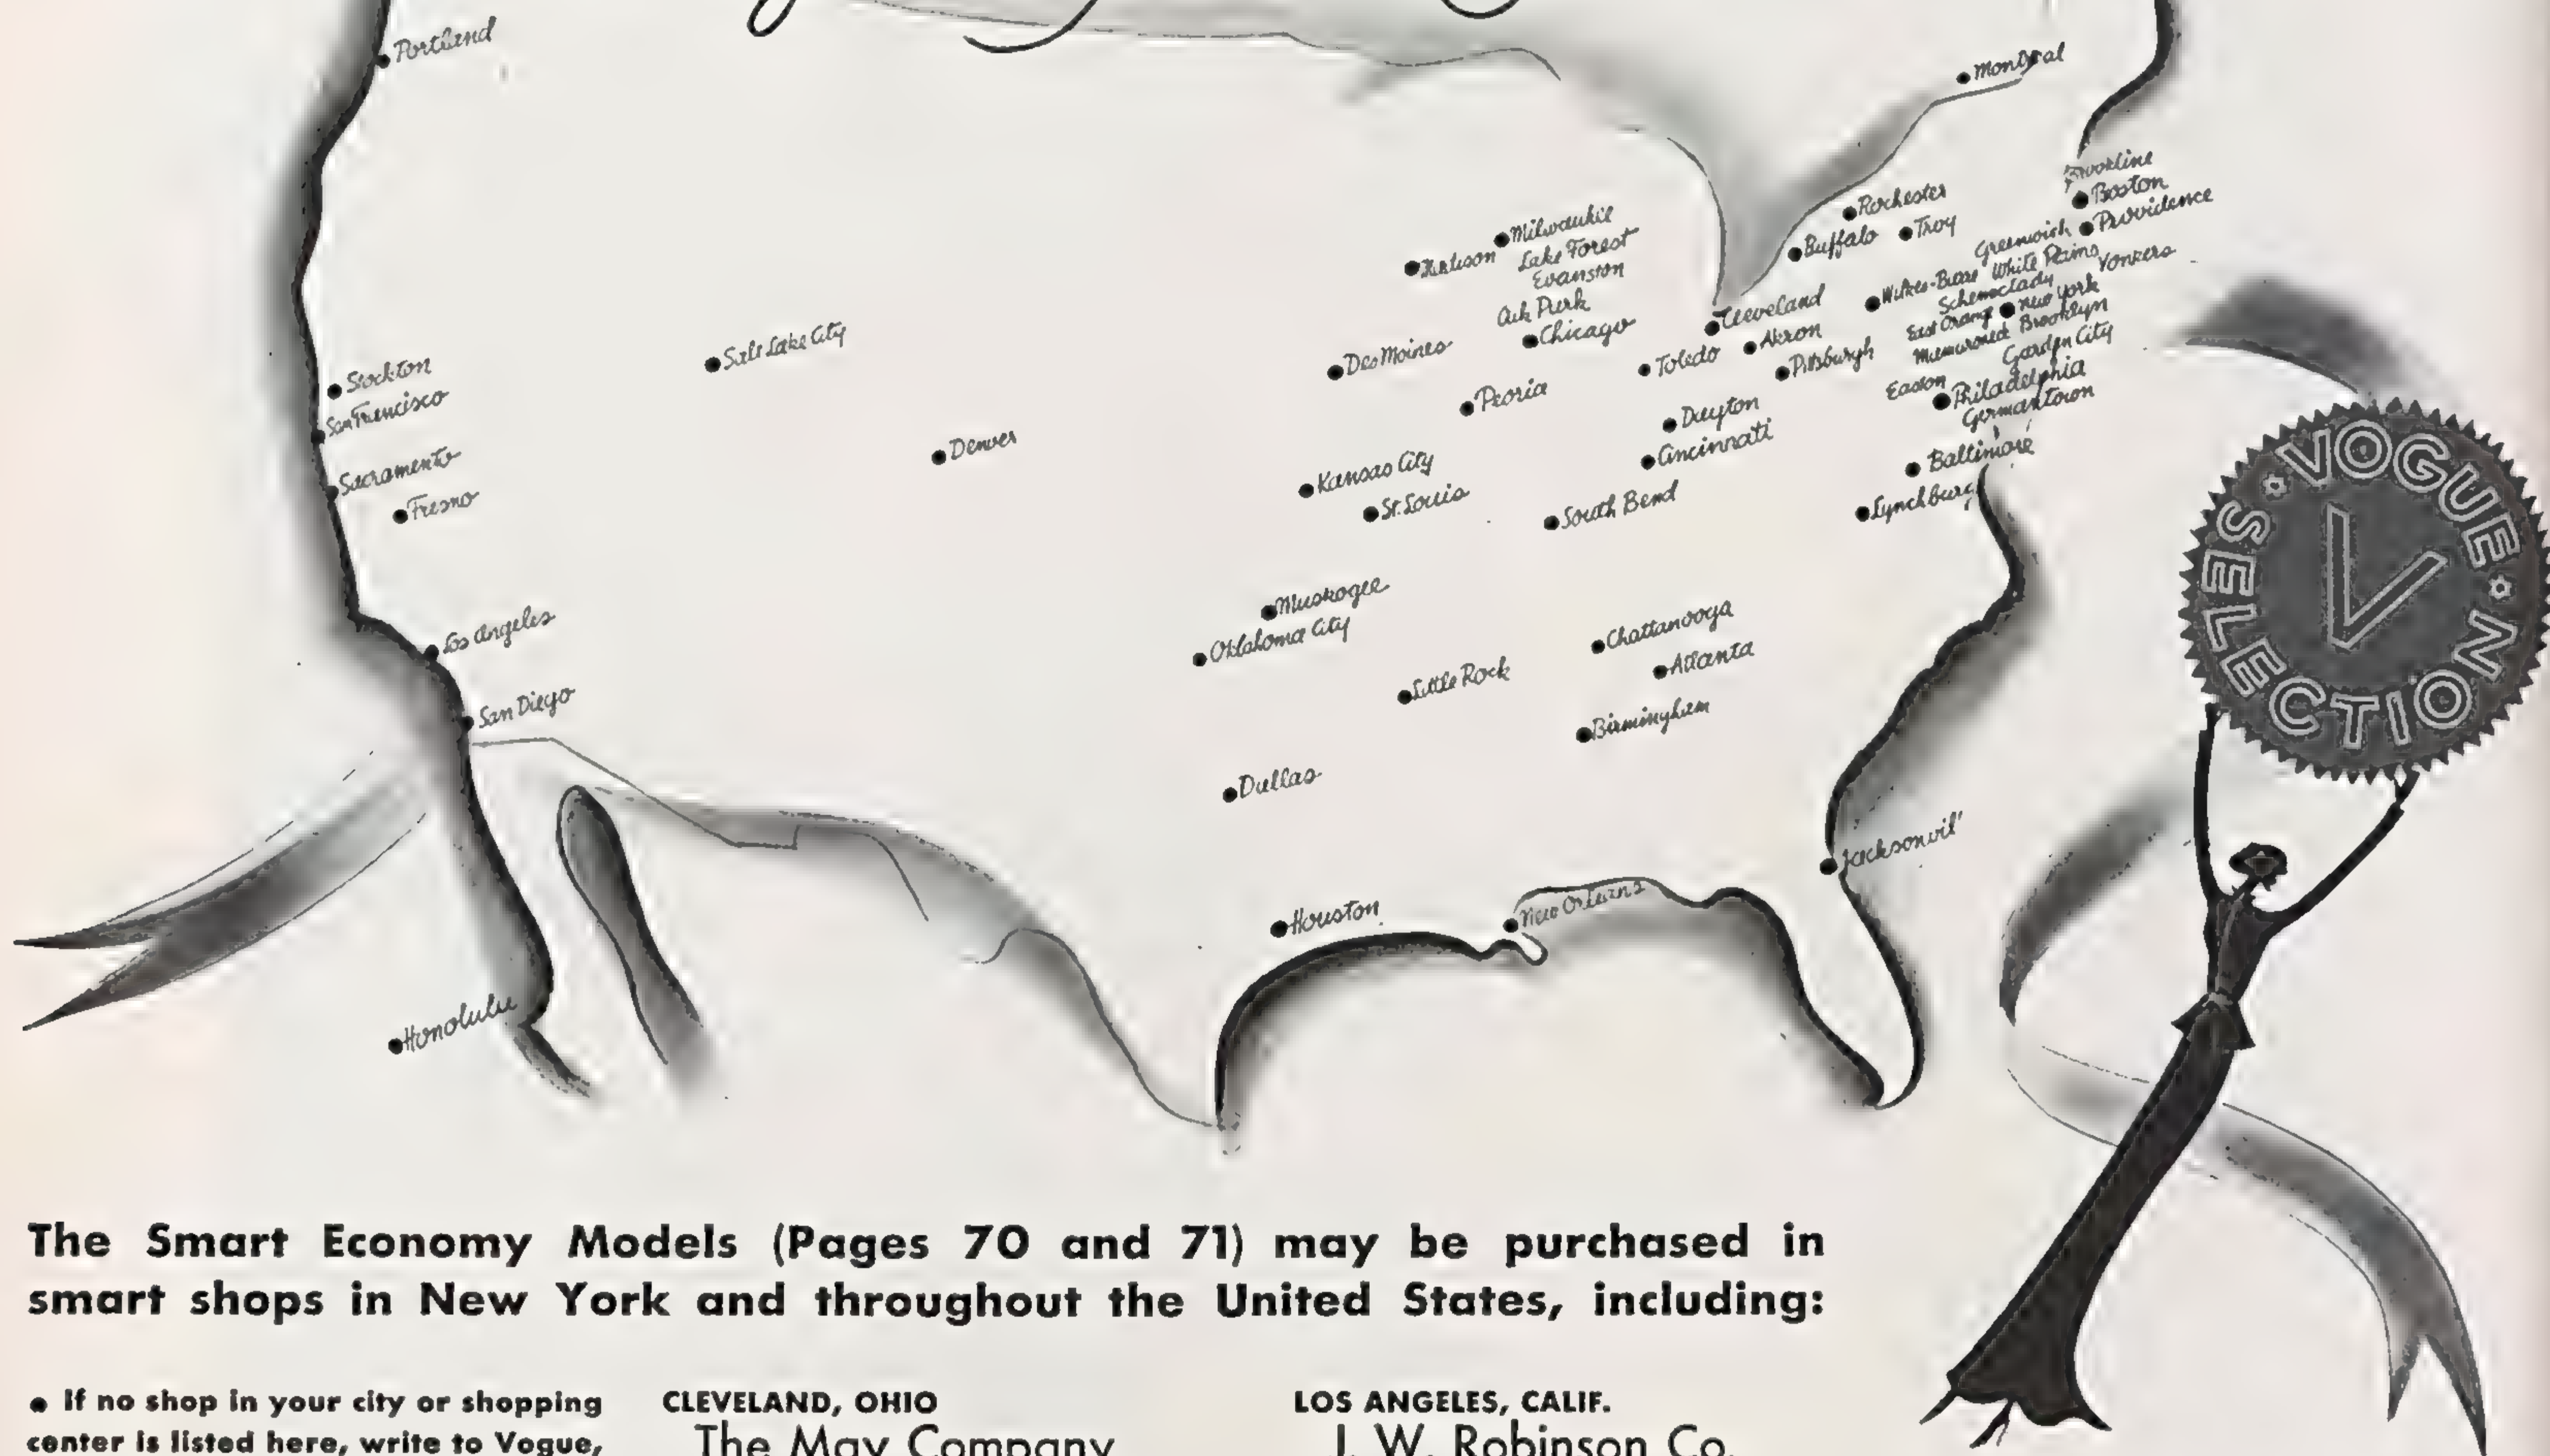 Portland
Montreal
Brookline
Boston
Providence
Rochester
Troy
Buffalo
Greenwich
White Plains
Yonkers
Wilkes-Barre
Schenectady
New York
East Orange
Brooklyn
Garden City
Easton
Philadelphia
Germantown
Milwaukie
Lake Forest
Evanston
Oak Park
Chicago
Cleveland
Akron
Toledo
Pittsburgh
Des Moines
Peoria
Dayton
Cincinnati
Baltimore
Lynchburg
Salt Lake City
Stockton
San Francisco
Sacramento
Fresno
Denver
Kansas City
St. Louis
South Bend
Muskogee
Oklahoma City
Chattanooga
Atlanta
Little Rock
Birmingham
Los Angeles
San Diego
Dallas
Jacksonvil'
Houston
New Orleans
Honolulu
VOGUE
SELECTION
V
The Smart Economy Models (Pages 70 and 71) may be purchased in
smart shops in New York and throughout the United States, including:
• If no shop in your city or shopping
center is listed here, write to Vogue,
CLEVELAND, OHIO
The May Company
LOS ANGELES, CALIF.
J. W. Robinson Co.